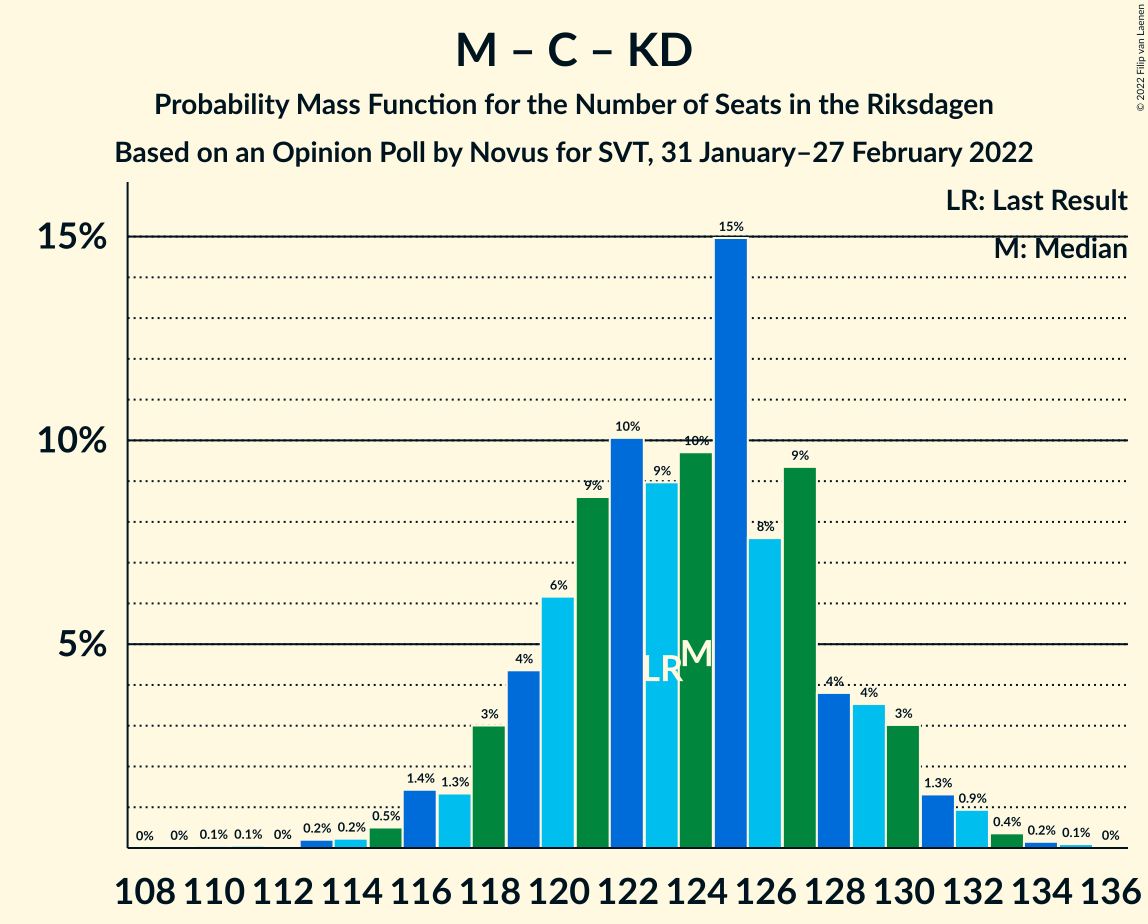 M – C – KD
Probability Mass Function for the Number of Seats in the Riksdagen
Based on an Opinion Poll by Novus for SVT, 31 January–27 February 2022
© 2022 Filip van Laenen
LR: Last Result
M: Median
15%
10%
5%
0% 0% 0.1% 0.1% 0% 0.2% 0.2% 0.5% 1.4% 1.3% 3% 4% 6% 9% 10% 9% 10% 15% 8% 9% 4% 4% 3% 1.3% 0.9% 0.4% 0.2% 0.1% 0%
LR M
108 110 112 114 116 118 120 122 124 126 128 130 132 134 136